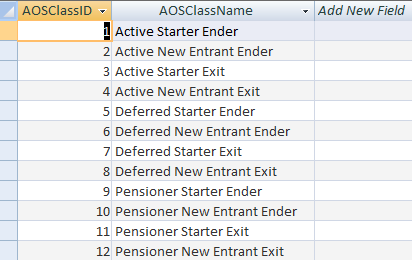 AOSClassID AOSClassName Add New Field
1 Active Starter Ender
2 Active New Entrant Ender
3 Active Starter Exit
4 Active New Entrant Exit
5 Deferred Starter Ender
6 Deferred New Entrant Ender
7 Deferred Starter Exit
8 Deferred New Entrant Exit
9 Pensioner Starter Ender
10 Pensioner New Entrant Ender
11 Pensioner Starter Exit
12 Pensioner New Entrant Exit